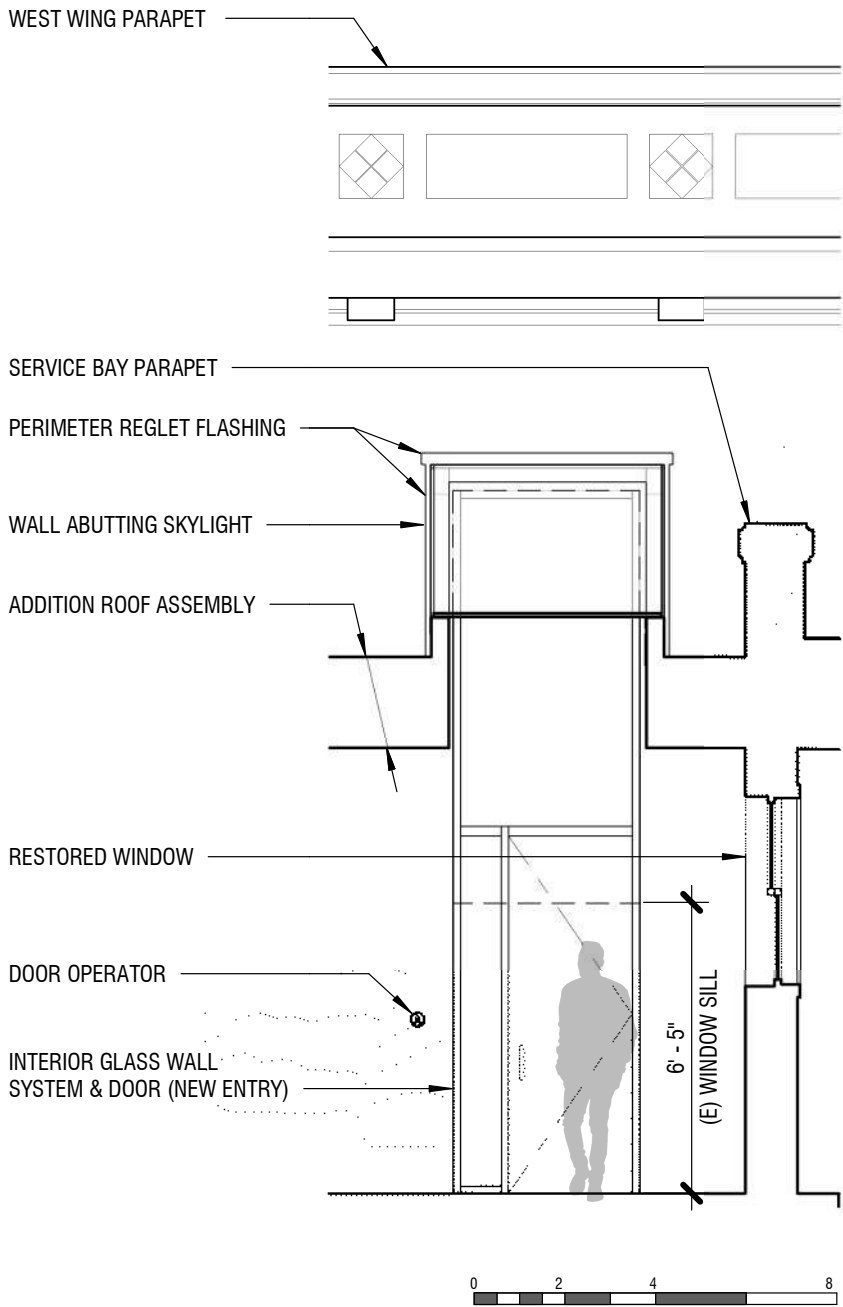 WEST WING PARAPET
SERVICE BAY PARAPET
PERIMETER REGLET FLASHING
WALL ABUTTING SKYLIGHT
ADDITION ROOF ASSEMBLY
RESTORED WINDOW
DOOR OPERATOR
INTERIOR GLASS WALL
SYSTEM & DOOR (NEW ENTRY)
6' - 5"
(E) WINDOW SILL
0 2 4 8